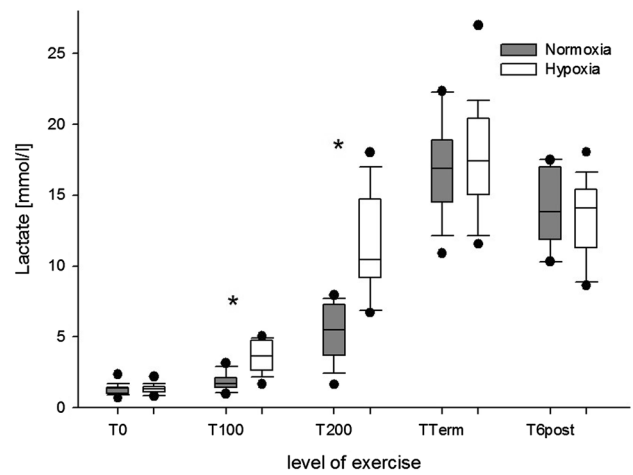 Normoxia
Hypoxia
Lactate [mmol/l]
25
20
15
10
5
0
*
*
T0 T100 T200 TTerm T6post
level of exercise